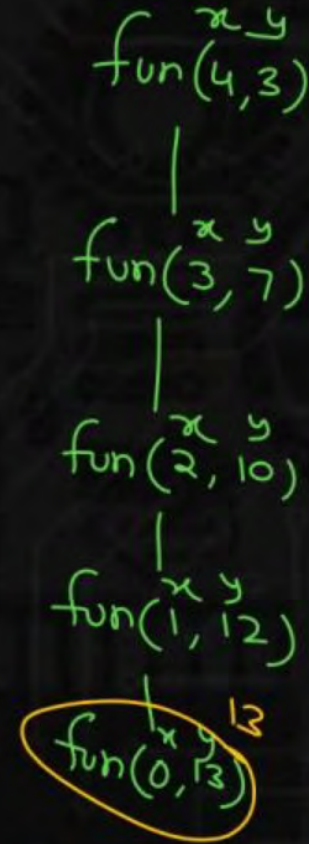 x y
fun(4,3)
x y
fun(3, 7)
x y
fun(2, 10)
x y
fun(1, 12)
x y 13
fun(0, 13)